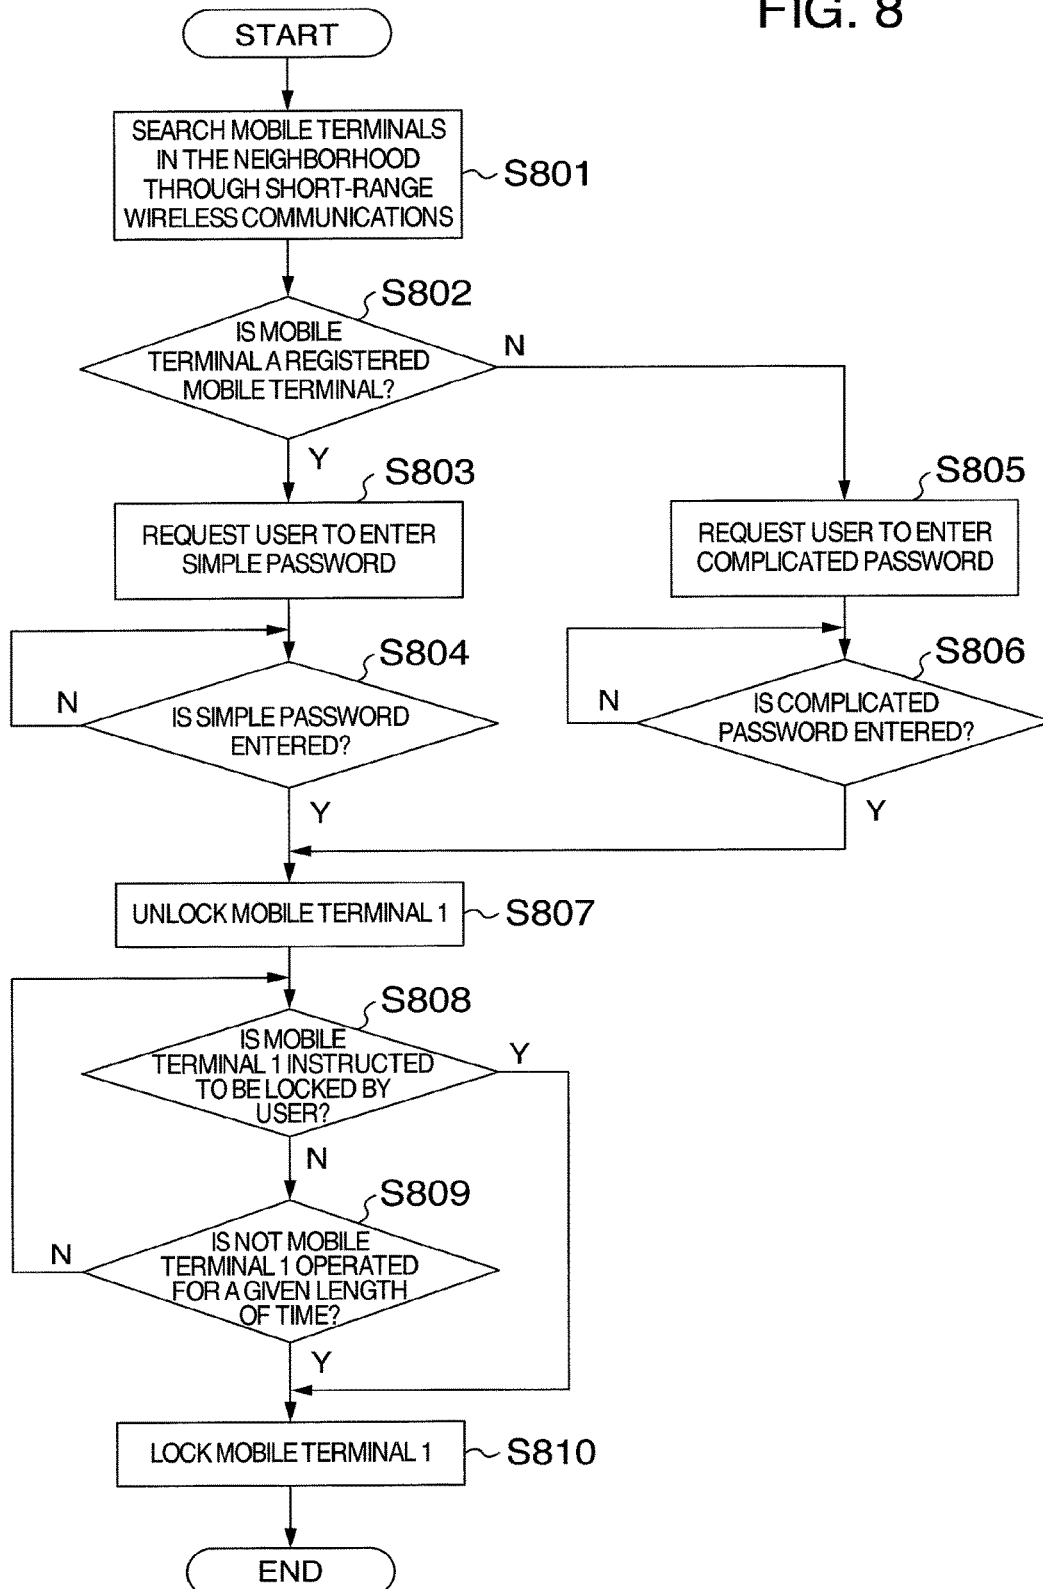 FIG. 8
START
SEARCH MOBILE TERMINALS
IN THE NEIGHBORHOOD
THROUGH SHORT-RANGE
WIRELESS COMMUNICATIONS
S801
S802
IS MOBILE
TERMINAL A REGISTERED
MOBILE TERMINAL?
N
Y
S803
REQUEST USER TO ENTER
SIMPLE PASSWORD
S805
REQUEST USER TO ENTER
COMPLICATED PASSWORD
S804
IS SIMPLE PASSWORD
ENTERED?
N
Y
S806
IS COMPLICATED
PASSWORD ENTERED?
N
Y
UNLOCK MOBILE TERMINAL 1
S807
S808
IS MOBILE
TERMINAL 1 INSTRUCTED
TO BE LOCKED BY
USER?
Y
N
S809
IS NOT MOBILE
TERMINAL 1 OPERATED
FOR A GIVEN LENGTH
OF TIME?
N
Y
LOCK MOBILE TERMINAL 1
S810
END